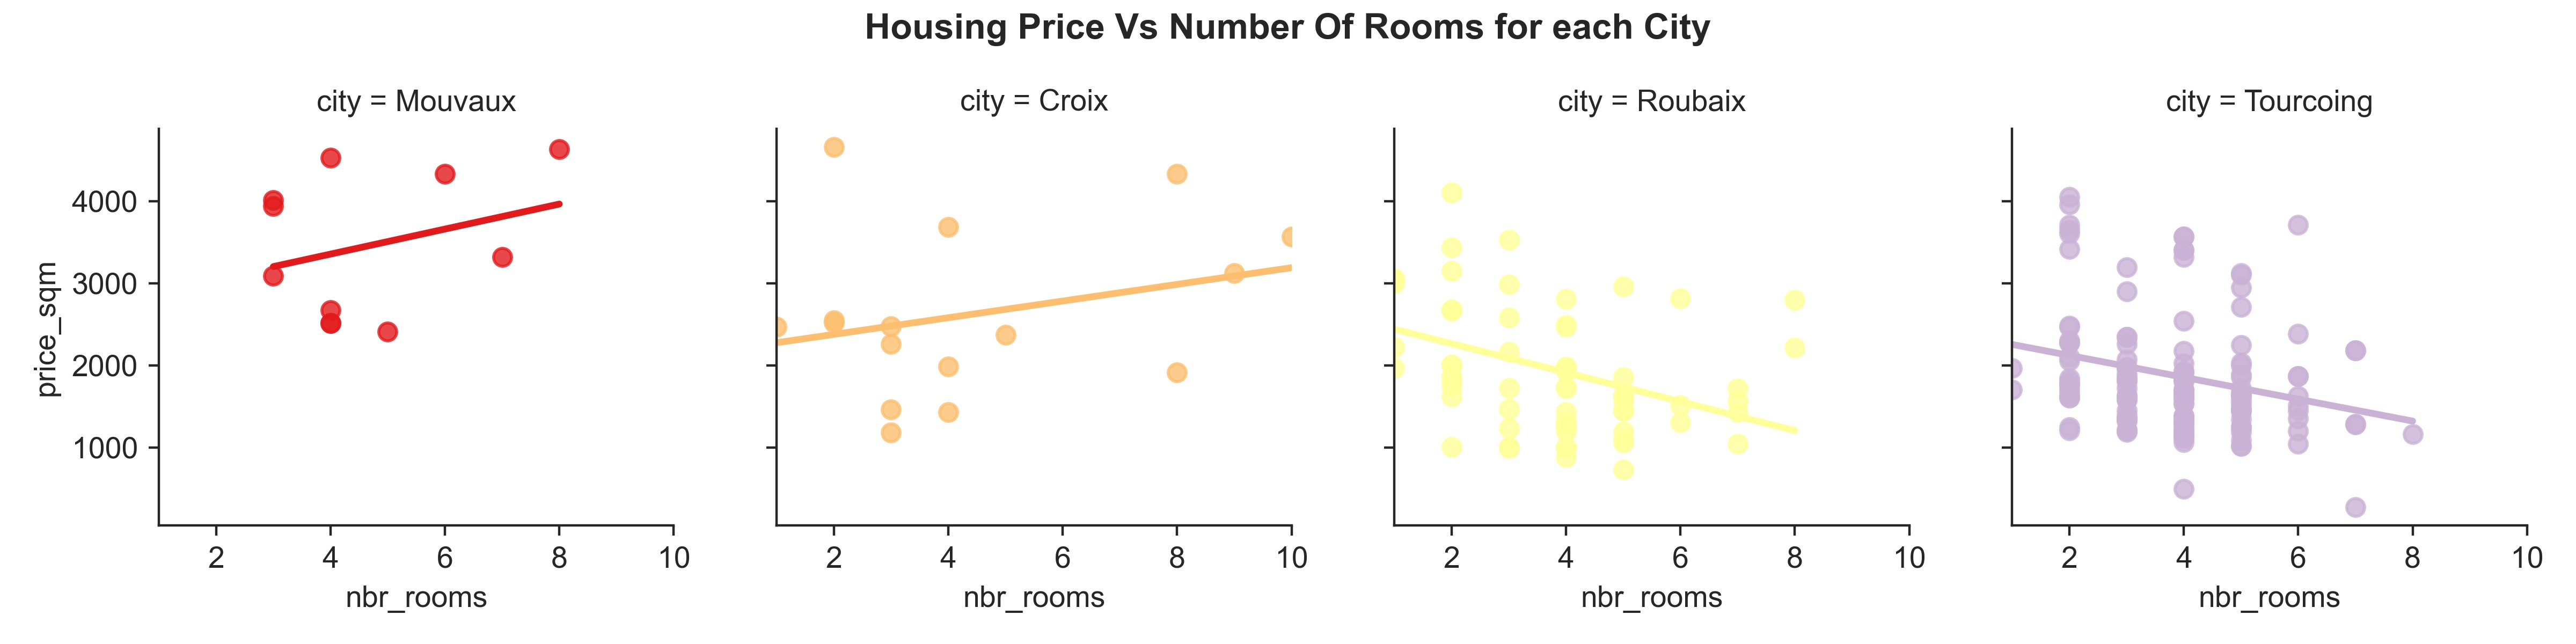 Housing Price Vs Number Of Rooms for each City
city = Mouvaux
city = Croix
city = Roubaix
city = Tourcoing
price_sqm
4000
3000
2000
1000
2 4 6 8 10
2 4 6 8 10
2 4 6 8 10
2 4 6 8 10
nbr_rooms
nbr_rooms
nbr_rooms
nbr_rooms